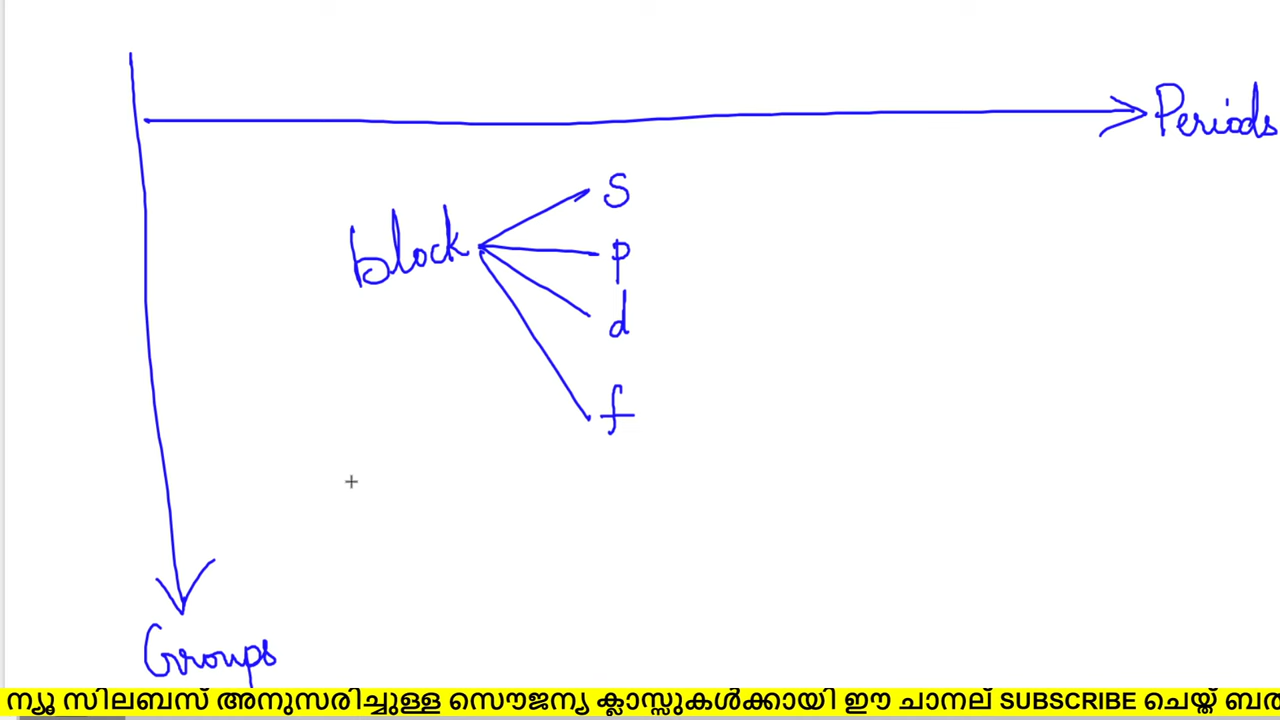 Periods
block
s
p
d
f
Groups
ന്യൂ സിലബസ് അനുസരിച്ചുള്ള സൌജന്യ ക്ലാസ്സുകൾക്കായി ഈ ചാനല് SUBSCRIBE ചെയ്ത്